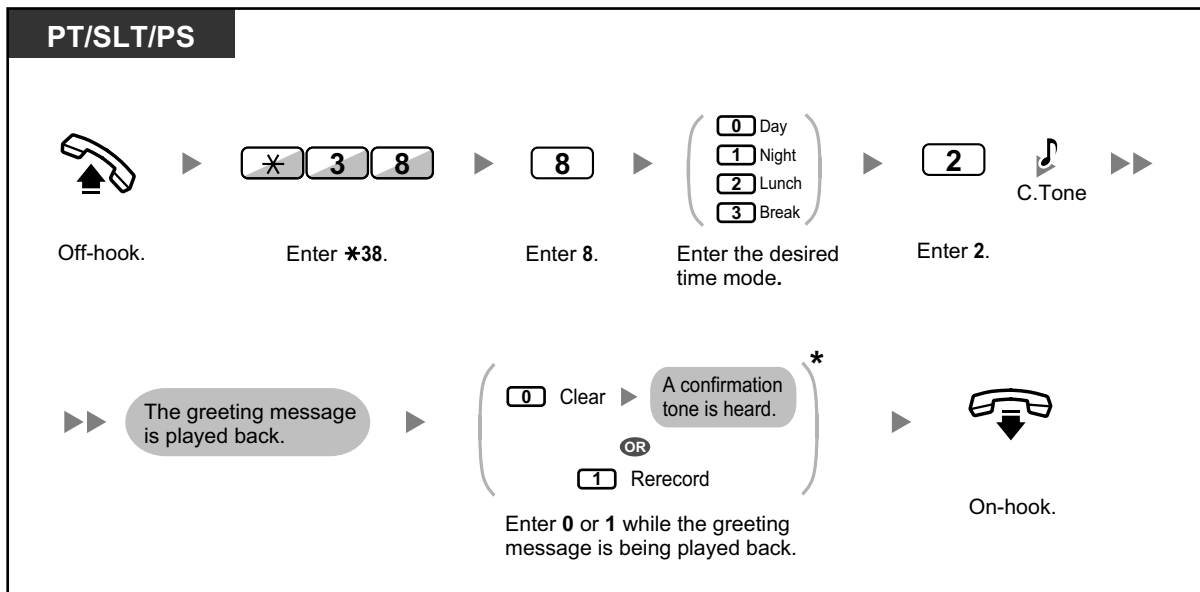 PT/SLT/PS
0 Day
1 Night
2 Lunch
3 Break
* 3 8
8
2
C.Tone
Off-hook.
Enter *38.
Enter 8.
Enter the desired
time mode.
Enter 2.
The greeting message
is played back.
0 Clear
A confirmation
tone is heard.
*
OR
1 Rerecord
Enter 0 or 1 while the greeting
message is being played back.
On-hook.